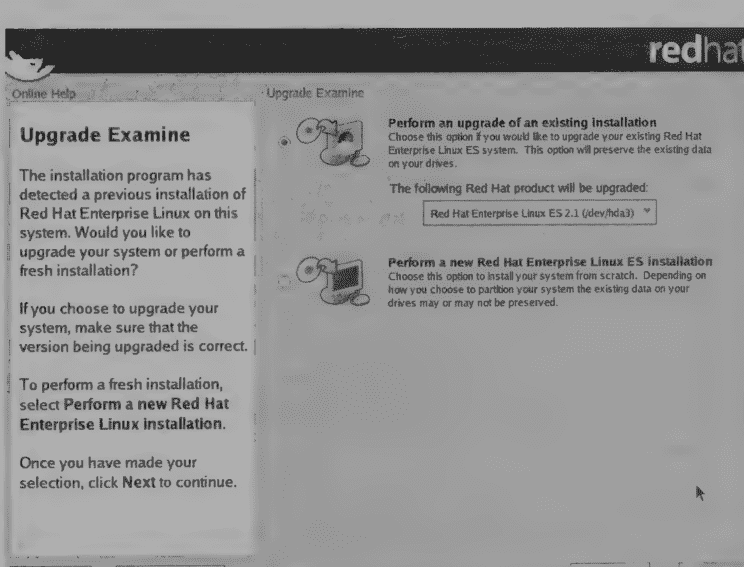 redhat
Online Help
Upgrade Examine
Upgrade Examine
The installation program has
detected a previous installation of
Red Hat Enterprise Linux on this
system. Would you like to
upgrade your system or perform a
fresh installation?
If you choose to upgrade your
system, make sure that the
version being upgraded is correct.
To perform a fresh installation,
select Perform a new Red Hat
Enterprise Linux installation.
Once you have made your
selection, click Next to continue.
Perform an upgrade of an existing installation
Choose this option if you would like to upgrade your existing Red Hat
Enterprise Linux ES system. This option will preserve the existing data
on your drives.
The following Red Hat product will be upgraded:
Red Hat Enterprise Linux ES 2.1 (/dev/hda3)
Perform a new Red Hat Enterprise Linux ES installation
Choose this option to install your system from scratch. Depending on
how you choose to partition your system the existing data on your
drives may or may not be preserved.